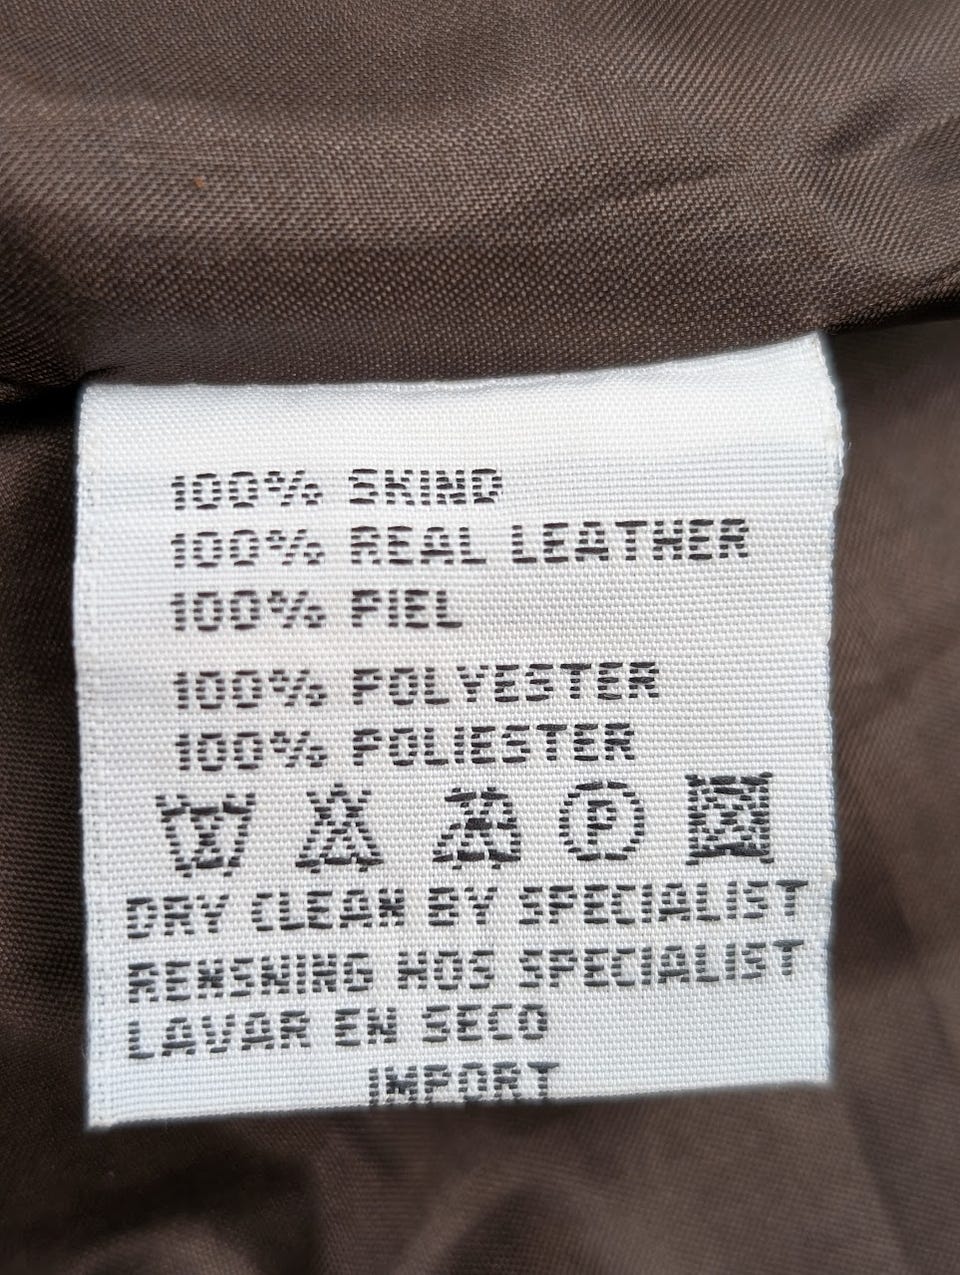 100% SKIND
100% REAL LEATHER
100% PIEL
100% POLYESTER
100% POLIESTER
P
DRY CLEAN BY SPECIALIST
RENSNING HOS SPECIALIST
LAVAR EN SECO
IMPORT